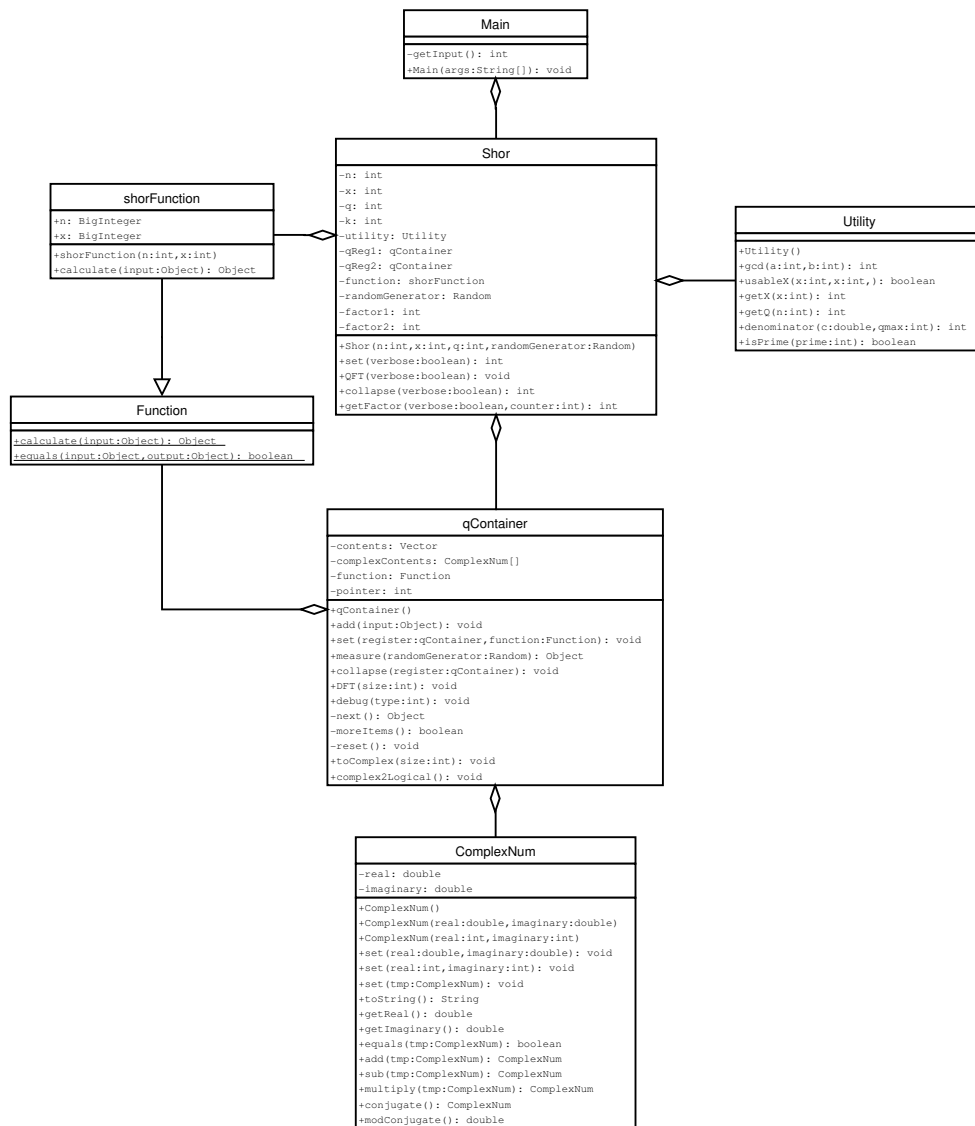 Main
-getInput(): int
+Main(args:String[]): void
Shor
-n: int
-x: int
-q: int
-k: int
-utility: Utility
-qReg1: qContainer
-qReg2: qContainer
-function: shorFunction
-randomGenerator: Random
-factor1: int
-factor2: int
+Shor(n:int,x:int,q:int,randomGenerator:Random)
+set(verbose:boolean): int
+QFT(verbose:boolean): void
+collapse(verbose:boolean): int
+getFactor(verbose:boolean,counter:int): int
shorFunction
+n: BigInteger
+x: BigInteger
+shorFunction(n:int,x:int)
+calculate(input:Object): Object
Utility
+Utility()
+gcd(a:int,b:int): int
+usableX(x:int,x:int,): boolean
+getX(x:int): int
+getQ(n:int): int
+denominator(c:double,qmax:int): int
+isPrime(prime:int): boolean
Function
+calculate(input:Object): Object
+equals(input:Object,output:Object): boolean
qContainer
-contents: Vector
-complexContents: ComplexNum[]
-function: Function
-pointer: int
+qContainer()
+add(input:Object): void
+set(register:qContainer,function:Function): void
+measure(randomGenerator:Random): Object
+collapse(register:qContainer): void
+DFT(size:int): void
+debug(type:int): void
-next(): Object
-moreItems(): boolean
-reset(): void
+toComplex(size:int): void
+complex2Logical(): void
ComplexNum
-real: double
-imaginary: double
+ComplexNum()
+ComplexNum(real:double,imaginary:double)
+ComplexNum(real:int,imaginary:int)
+set(real:double,imaginary:double): void
+set(real:int,imaginary:int): void
+set(tmp:ComplexNum): void
+toString(): String
+getReal(): double
+getImaginary(): double
+equals(tmp:ComplexNum): boolean
+add(tmp:ComplexNum): ComplexNum
+sub(tmp:ComplexNum): ComplexNum
+multiply(tmp:ComplexNum): ComplexNum
+conjugate(): ComplexNum
+modConjugate(): double